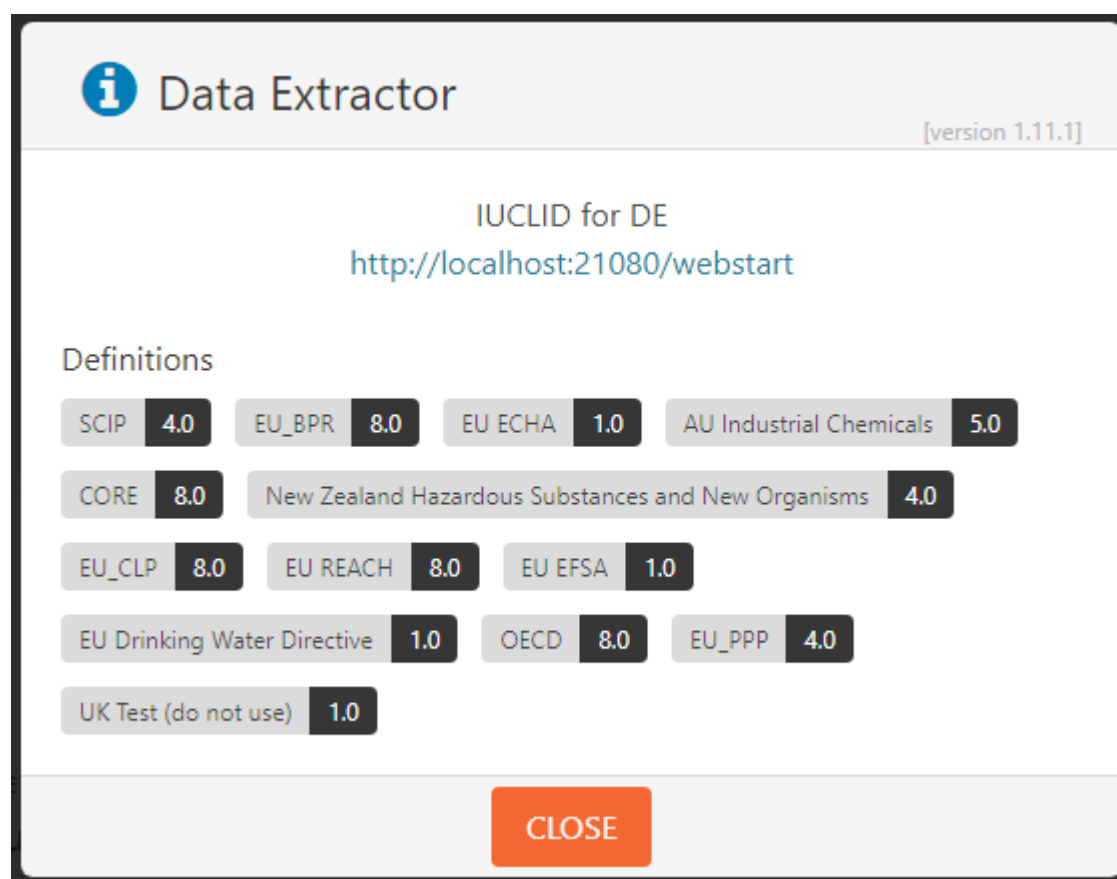 Data Extractor
[version 1.11.1]
IUCLID for DE
http://localhost:21080/webstart
Definitions
SCIP 4.0 EU_BPR 8.0 EU ECHA 1.0 AU Industrial Chemicals 5.0
CORE 8.0 New Zealand Hazardous Substances and New Organisms 4.0
EU_CLP 8.0 EU REACH 8.0 EU EFSA 1.0
EU Drinking Water Directive 1.0 OECD 8.0 EU_PPP 4.0
UK Test (do not use) 1.0
CLOSE